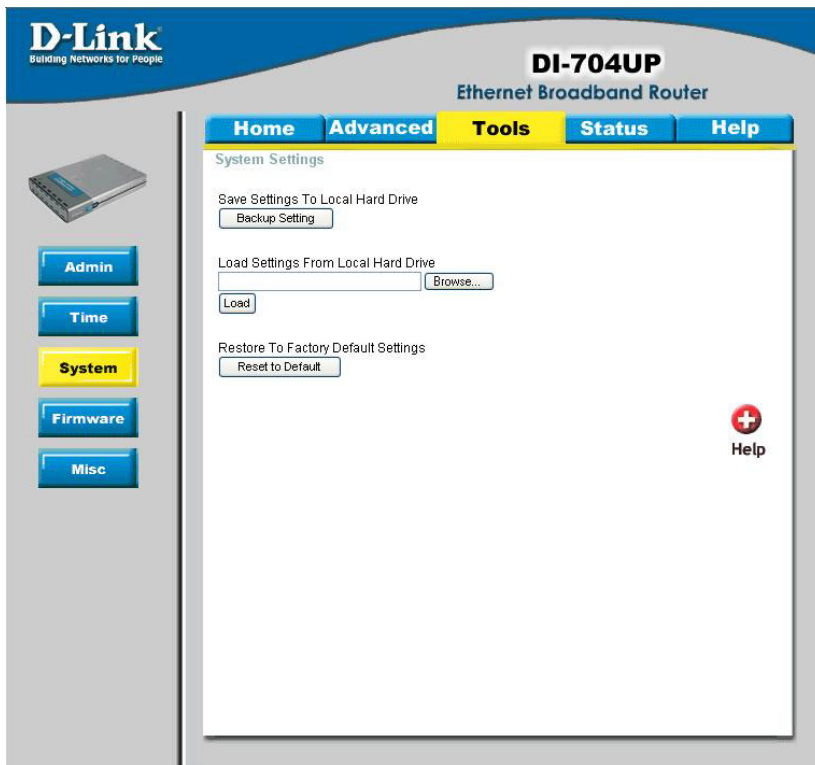 D-Link
Building Networks for People
DI-704UP
Ethernet Broadband Router
Home Advanced Tools Status Help
System Settings
Save Settings To Local Hard Drive
Backup Setting
Load Settings From Local Hard Drive
Browse...
Load
Restore To Factory Default Settings
Reset to Default
Admin
Time
System
Firmware
Misc
Help